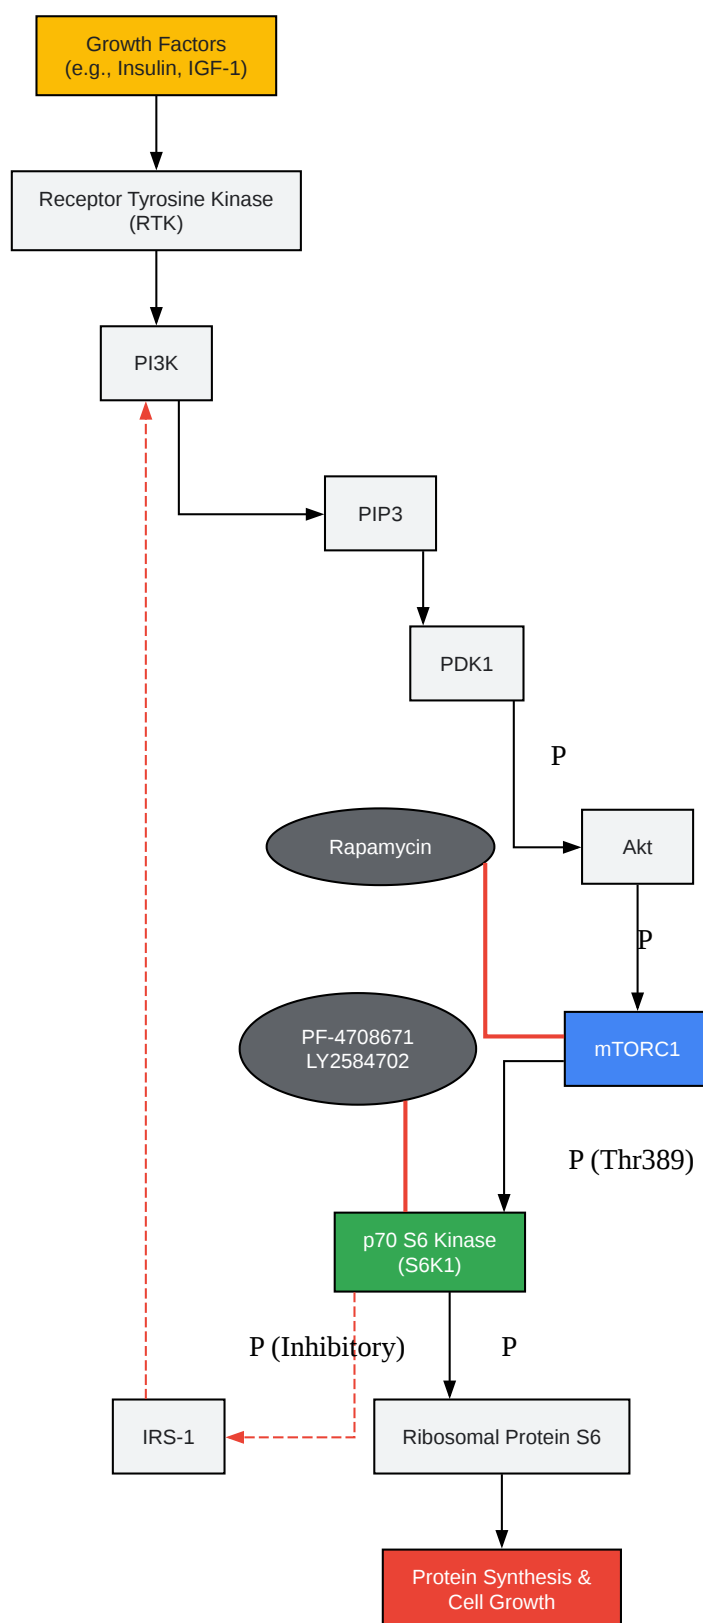 Growth Factors
(e.g., Insulin, IGF-1)
Receptor Tyrosine Kinase
(RTK)
PI3K
PIP3
PDK1
P
Rapamycin
Akt
P
PF-4708671
LY2584702
mTORC1
P (Thr389)
p70 S6 Kinase
(S6K1)
P (Inhibitory)
P
IRS-1
Ribosomal Protein S6
Protein Synthesis &
Cell Growth